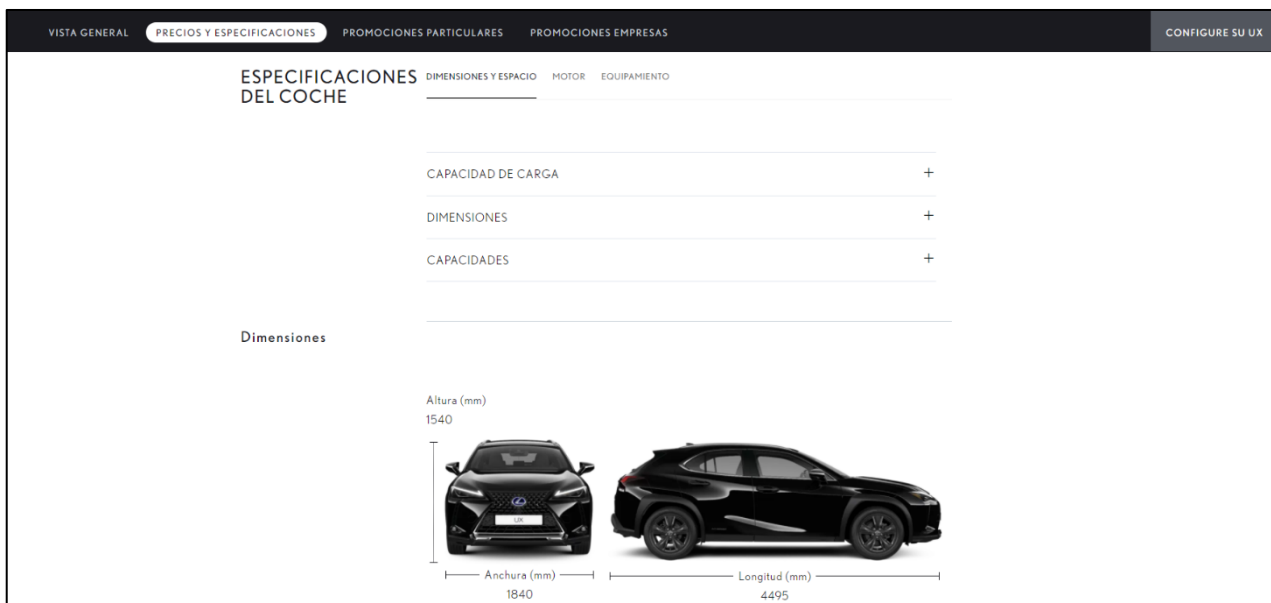 VISTA GENERAL PRECIOS Y ESPECIFICACIONES PROMOCIONES PARTICULARES PROMOCIONES EMPRESAS CONFIGURE SU UX
ESPECIFICACIONES DEL COCHE
DIMENSIONES Y ESPACIO MOTOR EQUIPAMIENTO
CAPACIDAD DE CARGA +
DIMENSIONES +
CAPACIDADES +
Dimensiones
Altura (mm)
1540
UX
Anchura (mm) Longitud (mm)
1840 4495